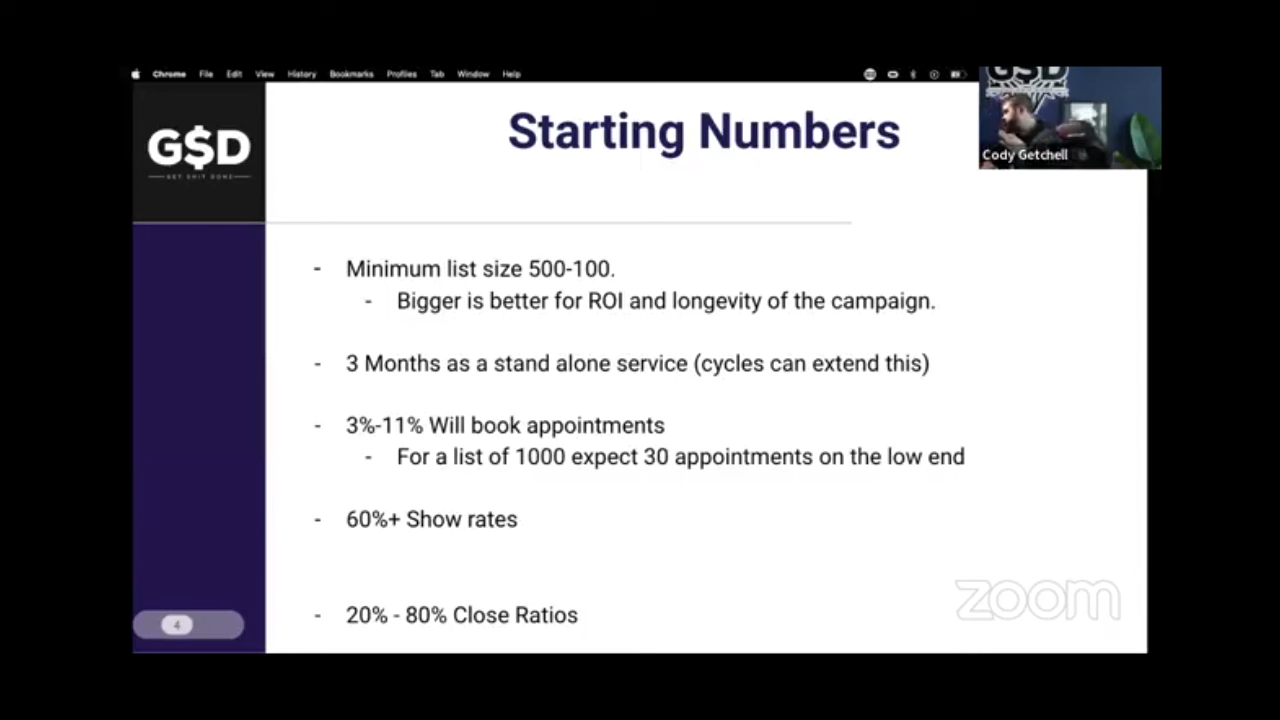 Chrome File Edit View History Bookmarks Profiles Tab Window Help
G$D
GET SHIT DONE
Starting Numbers
G$D
Cody Getchell
- Minimum list size 500-100.
- Bigger is better for ROI and longevity of the campaign.
- 3 Months as a stand alone service (cycles can extend this)
- 3%-11% Will book appointments
- For a list of 1000 expect 30 appointments on the low end
- 60%+ Show rates
- 20% - 80% Close Ratios
4
zoom